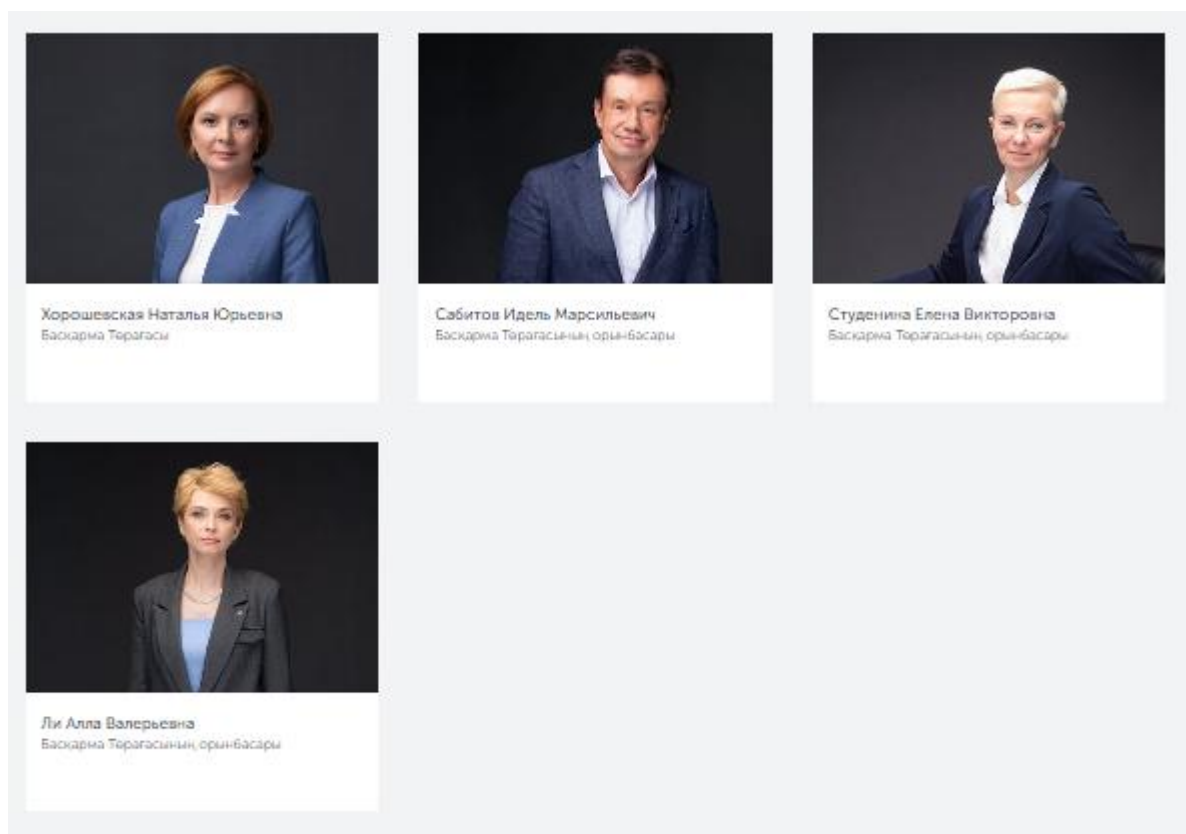 Хорошевская Наталья Юрьевна
Басқарма Төрағасы
Сабитов Идель Марсильевич
Басқарма Төрағасының орынбасары
Студенина Елена Викторовна
Басқарма Төрағасының орынбасары
Ли Алла Валерьевна
Басқарма Төрағасының орынбасары